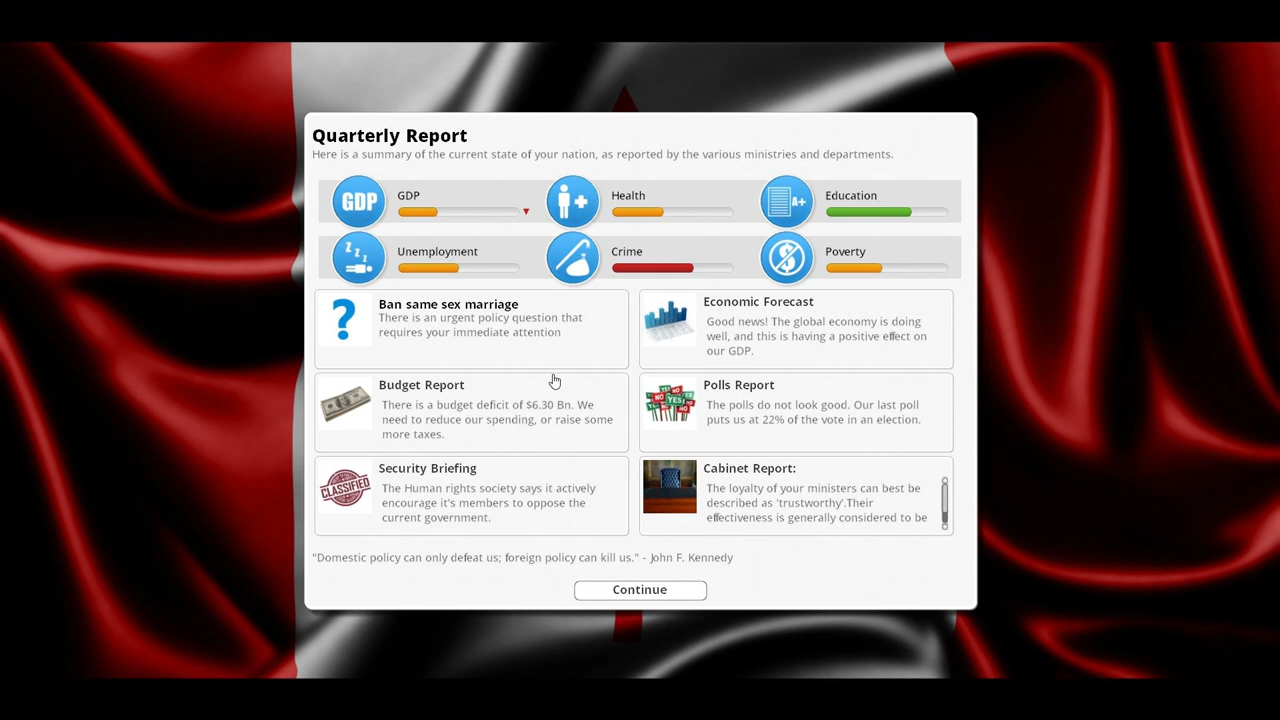 Quarterly Report
Here is a summary of the current state of your nation, as reported by the various ministries and departments.
GDP
GDP
Health
A+
Education
Z Z Z
Unemployment
Crime
$
Poverty
?
Ban same sex marriage
There is an urgent policy question that
requires your immediate attention
Economic Forecast
Good news! The global economy is doing
well, and this is having a positive effect on
our GDP.
Budget Report
There is a budget deficit of $6.30 Bn. We
need to reduce our spending, or raise some
more taxes.
YES NO YES NO
Polls Report
The polls do not look good. Our last poll
puts us at 22% of the vote in an election.
CLASSIFIED
Security Briefing
The Human rights society says it actively
encourage it's members to oppose the
current government.
Cabinet Report:
The loyalty of your ministers can best be
described as 'trustworthy'.Their
effectiveness is generally considered to be
"Domestic policy can only defeat us; foreign policy can kill us." - John F. Kennedy
Continue